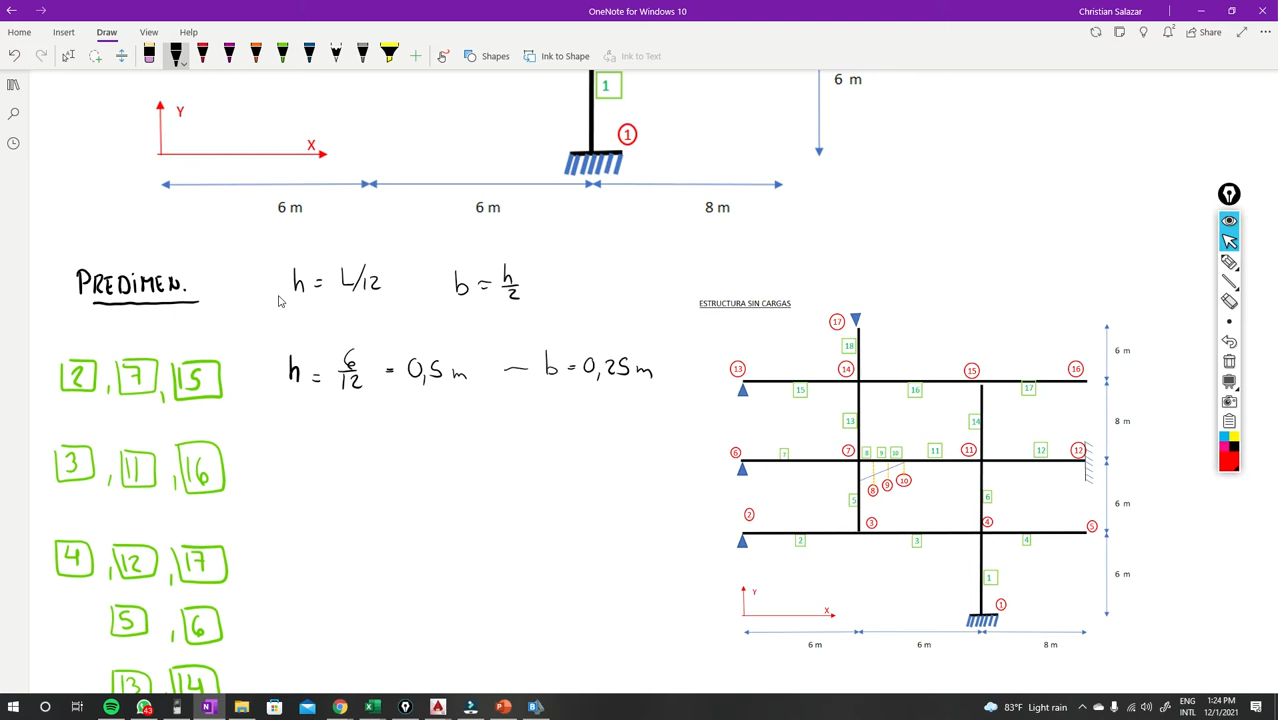 OneNote for Windows 10
Christian Salazar
Home Insert Draw View Help
Share
Shapes Ink to Shape Ink to Text
1
6 m
Y
1
X
6 m 6 m 8 m
PREDIMEN. h = L/12 b = h/2
ESTRUCTURA SIN CARGAS
2 , 7 , 15 h = 6/12 = 0,5 m — b = 0,25 m
3 , 11 , 16
4 , 12 , 17
5 , 6
13 , 14
17
18 6 m
13 14 15 16
15 16 17
13 14 8 m
6 7 7 8 9 10 11 11 12 12
8 9 10
2 5 6 6 m
3 4 5
2 3 4
1 6 m
Y
X 1
6 m 6 m 8 m
43
83°F Light rain
ENG
INTL
1:24 PM
12/1/2021
2